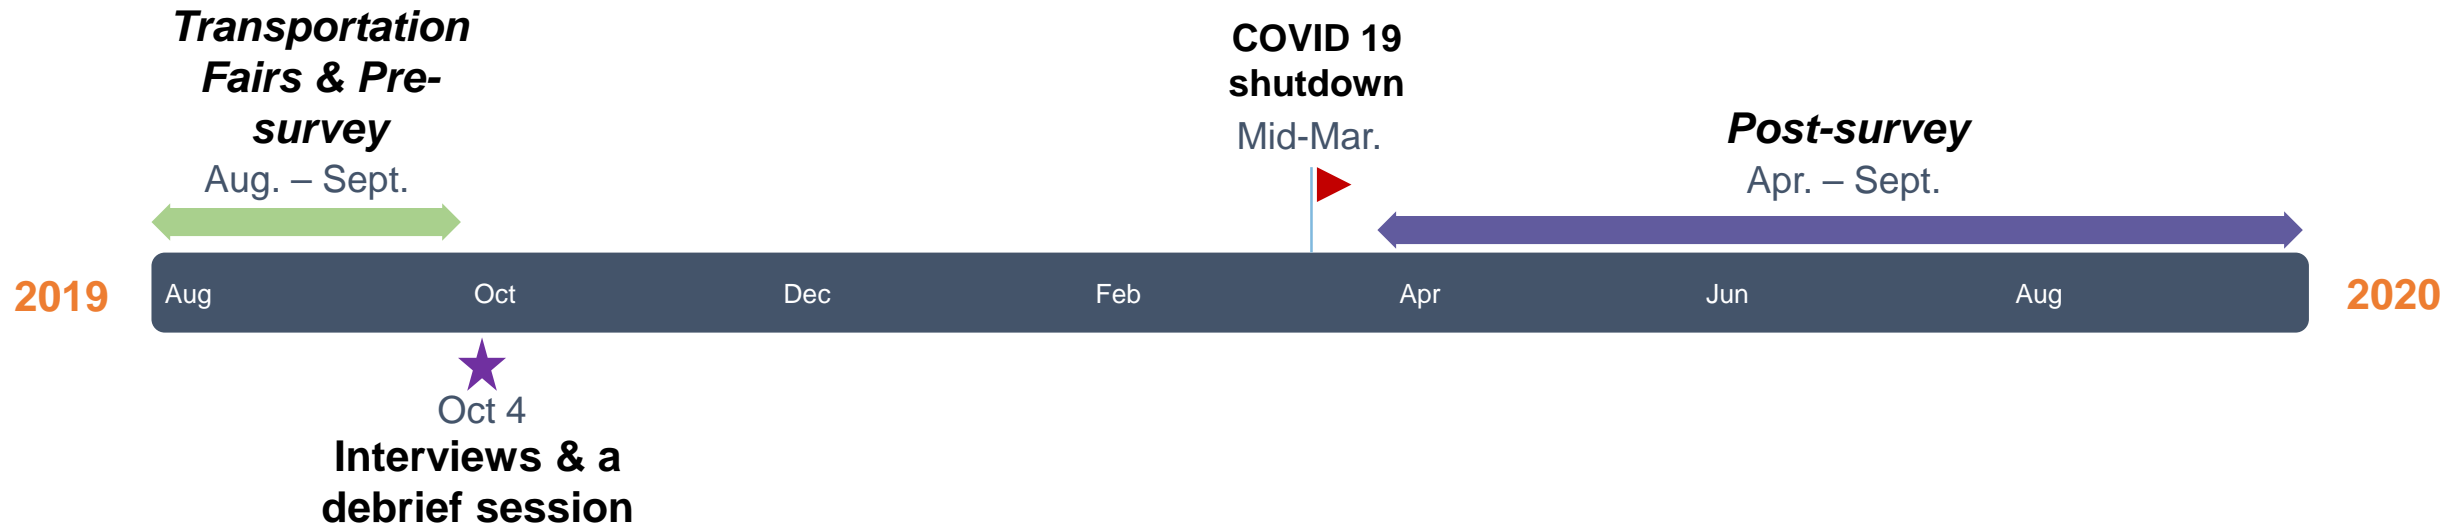 Transportation
Fairs & Pre-
survey
Aug. – Sept.
COVID 19
shutdown
Mid-Mar.
Post-survey
Apr. – Sept.
2019
Aug
Oct
Dec
Feb
Apr
Jun
Aug
2020
Oct 4
Interviews & a
debrief session